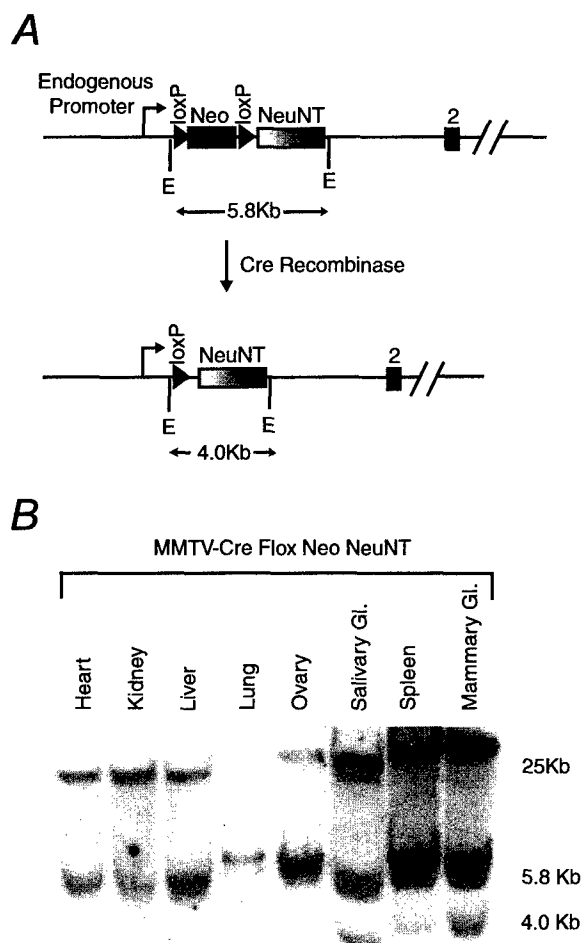 A
Endogenous
Promoter
loxP
Neo
loxP
NeuNT
2
E
E
5.8Kb
Cre Recombinase
loxP
NeuNT
2
E
E
4.0Kb
B
MMTV-Cre Flox Neo NeuNT
Heart
Kidney
Liver
Lung
Ovary
Salivary Gl.
Spleen
Mammary Gl.
25Kb
5.8 Kb
4.0 Kb